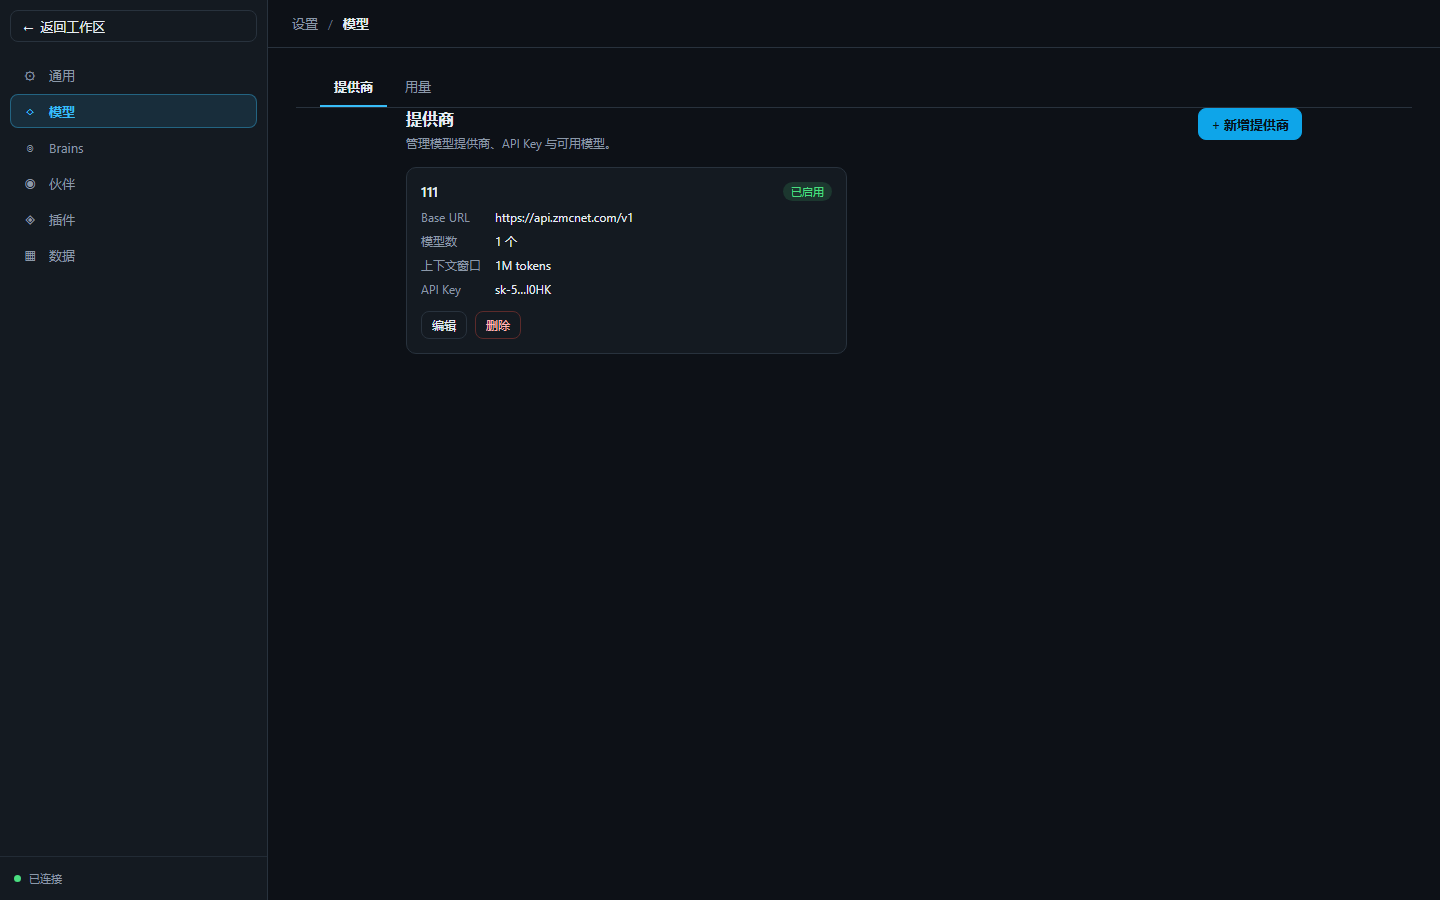 ← 返回工作区
通用
模型
Brains
伙伴
插件
数据
已连接
设置 / 模型
提供商 用量
提供商
管理模型提供商、API Key 与可用模型。
+ 新增提供商
111 已启用
Base URL https://api.zmcnet.com/v1
模型数 1 个
上下文窗口 1M tokens
API Key sk-5...l0HK
编辑 删除